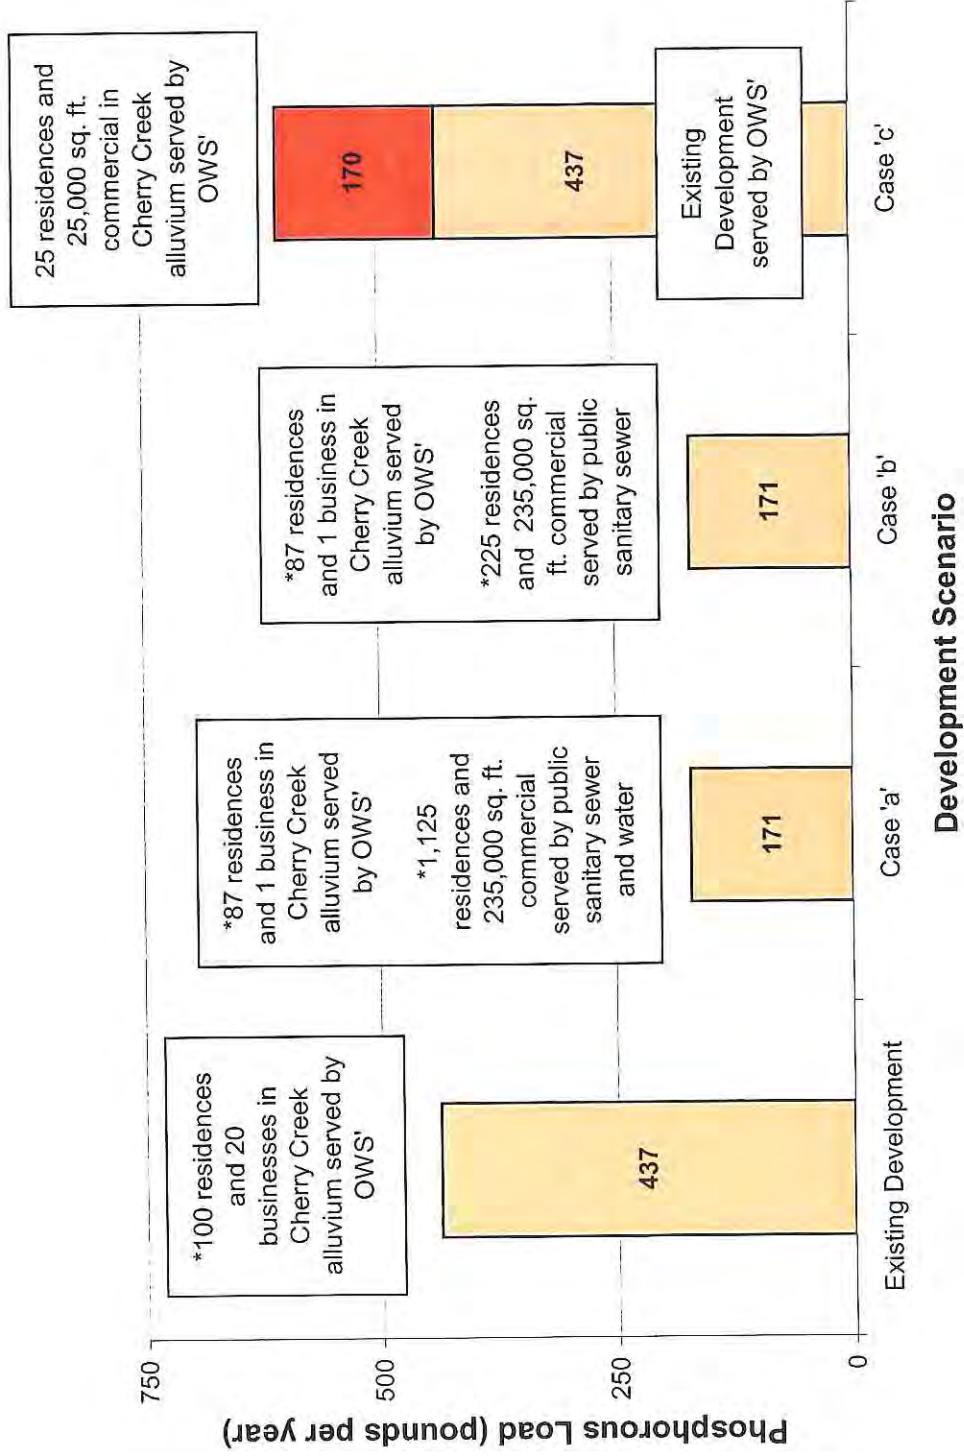 Phosphorous Load (pounds per year)
750
500
250
0
*100 residences
and 20
businesses in
Cherry Creek
alluvium served by
OWS'
437
Existing Development
*87 residences
and 1 business in
Cherry Creek
alluvium served
by OWS'
*1,125
residences and
235,000 sq. ft.
commercial
served by public
sanitary sewer
and water
171
Case 'a'
*87 residences
and 1 business in
Cherry Creek
alluvium served
by OWS'
*225 residences
and 235,000 sq.
ft. commercial
served by public
sanitary sewer
171
Case 'b'
25 residences and
25,000 sq. ft.
commercial in
Cherry Creek
alluvium served by
OWS'
170
437
Existing
Development
served by OWS'
Case 'c'
Development Scenario